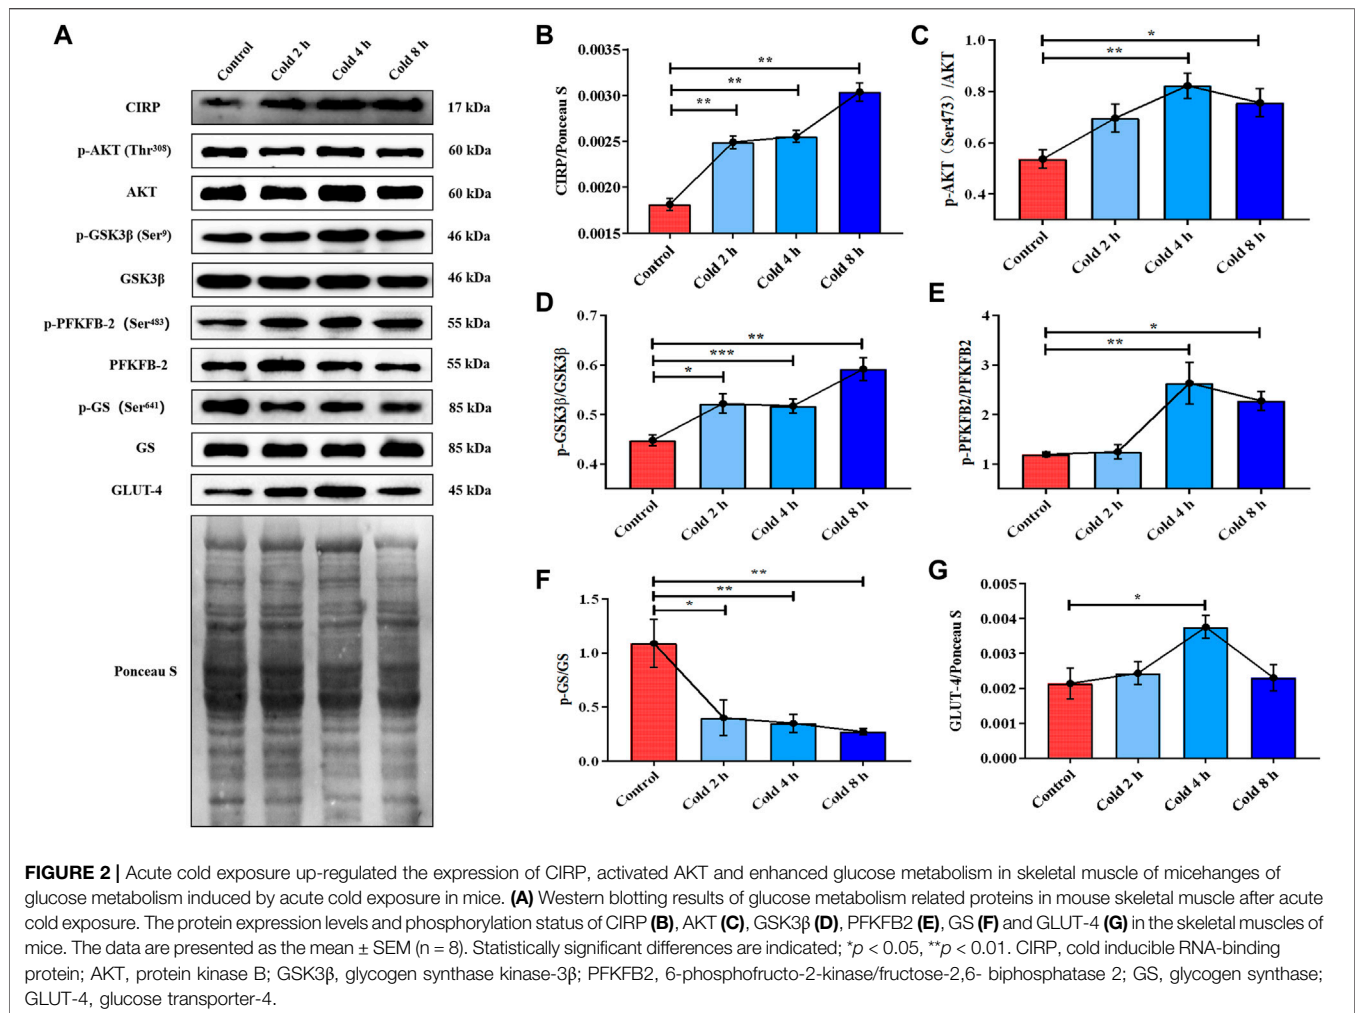 A
Control
Cold 2 h
Cold 4 h
Cold 8 h
CIRP
17 kDa
p-AKT (Thr³⁰⁸)
60 kDa
AKT
60 kDa
p-GSK3β (Ser⁹)
46 kDa
GSK3β
46 kDa
p-PFKFB-2 (Ser⁴⁸³)
55 kDa
PFKFB-2
55 kDa
p-GS (Ser⁶⁴¹)
85 kDa
GS
85 kDa
GLUT-4
45 kDa
Ponceau S
B
CIRP/Ponceau S
0.0035
0.0030
0.0025
0.0020
0.0015
**
**
**
Control
Cold 2 h
Cold 4 h
Cold 8 h
C
p-AKT (Ser473) /AKT
1.0
0.8
0.6
0.4
*
**
Control
Cold 2 h
Cold 4 h
Cold 8 h
D
p-GSK3β/GSK3β
0.7
0.6
0.5
0.4
**
***
*
Control
Cold 2 h
Cold 4 h
Cold 8 h
E
p-PFKFB2/PFKFB2
4
3
2
1
*
**
Control
Cold 2 h
Cold 4 h
Cold 8 h
F
p-GS/GS
1.5
1.0
0.5
0.0
**
**
*
Control
Cold 2 h
Cold 4 h
Cold 8 h
G
GLUT-4/Ponceau S
0.005
0.004
0.003
0.002
0.001
0.000
*
Control
Cold 2 h
Cold 4 h
Cold 8 h
FIGURE 2 | Acute cold exposure up-regulated the expression of CIRP, activated AKT and enhanced glucose metabolism in skeletal muscle of micehanges of
glucose metabolism induced by acute cold exposure in mice. (A) Western blotting results of glucose metabolism related proteins in mouse skeletal muscle after acute
cold exposure. The protein expression levels and phosphorylation status of CIRP (B), AKT (C), GSK3β (D), PFKFB2 (E), GS (F) and GLUT-4 (G) in the skeletal muscles of
mice. The data are presented as the mean ± SEM (n = 8). Statistically significant differences are indicated; *p < 0.05, **p < 0.01. CIRP, cold inducible RNA-binding
protein; AKT, protein kinase B; GSK3β, glycogen synthase kinase-3β; PFKFB2, 6-phosphofructo-2-kinase/fructose-2,6- biphosphatase 2; GS, glycogen synthase;
GLUT-4, glucose transporter-4.